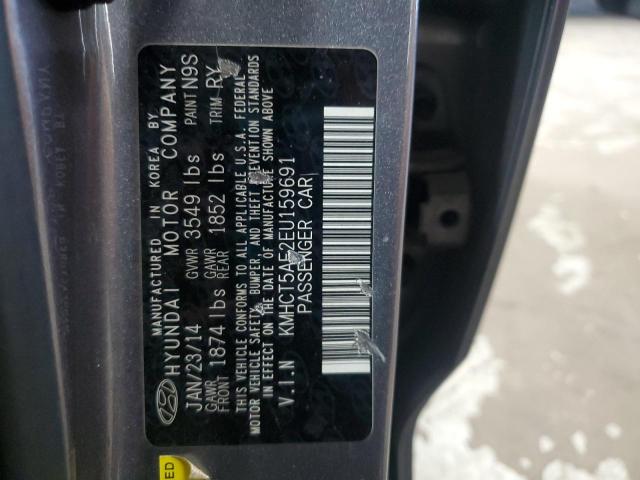 MANUFACTURED IN KOREA BY
HYUNDAI MOTOR COMPANY
JAN/23/14 GVWR 3549 lbs PAINT N9S
GAWR FRONT 1874 lbs GAWR REAR 1852 lbs TRIM RY
THIS VEHICLE CONFORMS TO ALL APPLICABLE U.S.A. FEDERAL
MOTOR VEHICLE SAFETY, BUMPER, AND THEFT PREVENTION STANDARDS
IN EFFECT ON THE DATE OF MANUFACTURE SHOWN ABOVE
V.I.N KMHCT5AE2EU159691
PASSENGER CAR